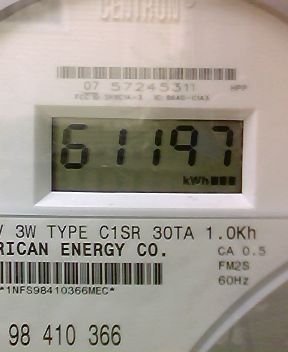 CENTRON
07 57245311
HPP
61197
kWh
V 3W TYPE C1SR 30TA 1.0Kh
RICAN ENERGY CO.
CA 0.5
FM2S
60Hz
*1NFS98410366MEC*
98 410 366